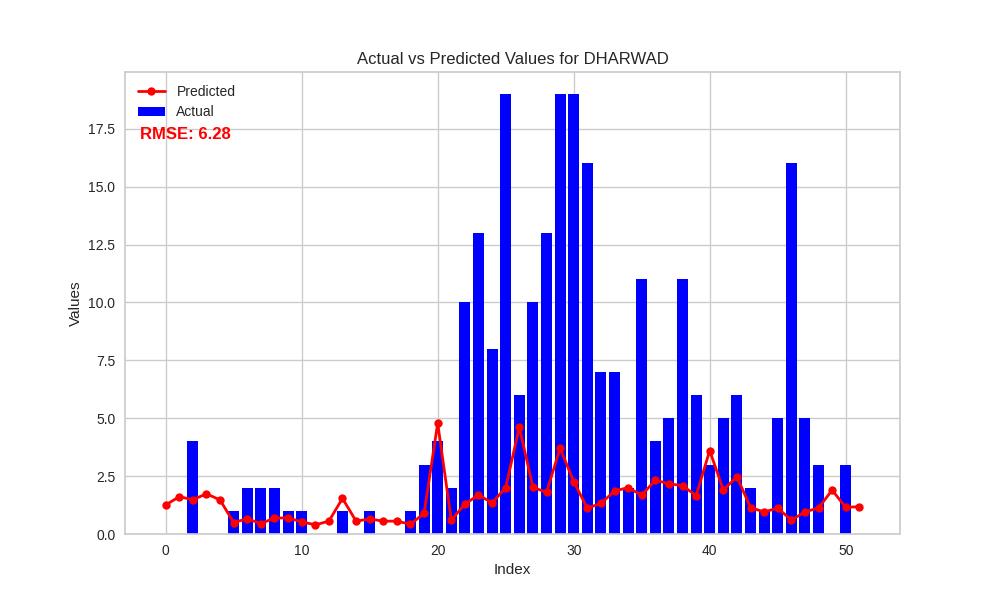 Actual vs Predicted Values for DHARWAD
Predicted
Actual
RMSE: 6.28
17.5
15.0
12.5
10.0
7.5
5.0
2.5
0.0
Values
0 10 20 30 40 50
Index